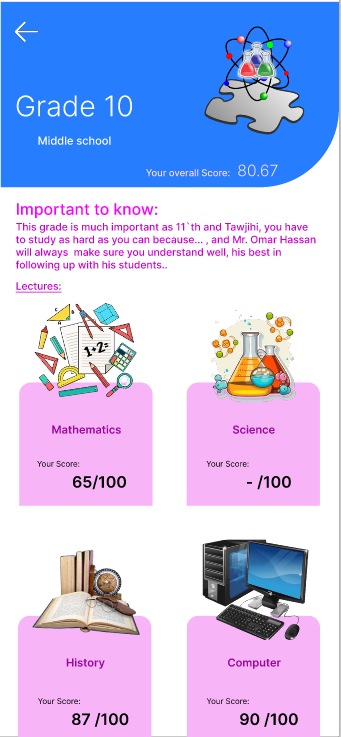 Grade 10
Middle school
Your overall Score: 80.67
Important to know:
This grade is much important as 11`th and Tawjihi, you have
to study as hard as you can because... , and Mr. Omar Hassan
will always make sure you understand well, his best in
following up with his students..
Lectures:
1+2=
Mathematics
Science
Your Score:
Your Score:
65/100
- /100
History
Computer
Your Score:
Your Score:
87 /100
90 /100